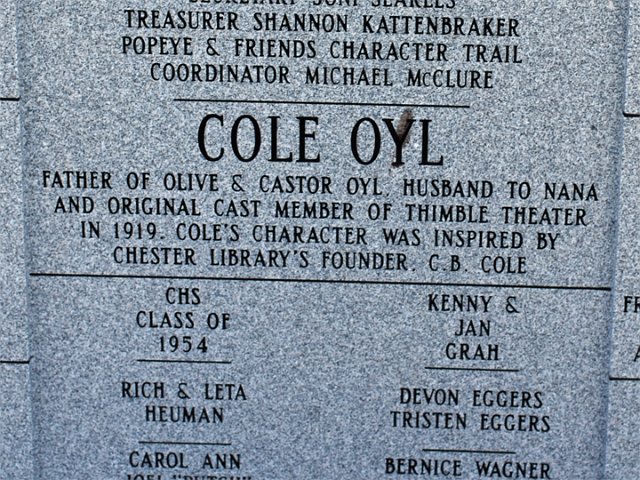 TREASURER SHANNON KATTENBRAKER
POPEYE & FRIENDS CHARACTER TRAIL
COORDINATOR MICHAEL McCLURE
COLE OYL
FATHER OF OLIVE & CASTOR OYL, HUSBAND TO NANA
AND ORIGINAL CAST MEMBER OF THIMBLE THEATER
IN 1919. COLE'S CHARACTER WAS INSPIRED BY
CHESTER LIBRARY'S FOUNDER, C.B. COLE
CHS
CLASS OF
1954
RICH & LETA
HEUMAN
CAROL ANN
KENNY &
JAN
GRAH
DEVON EGGERS
TRISTEN EGGERS
BERNICE WAGNER